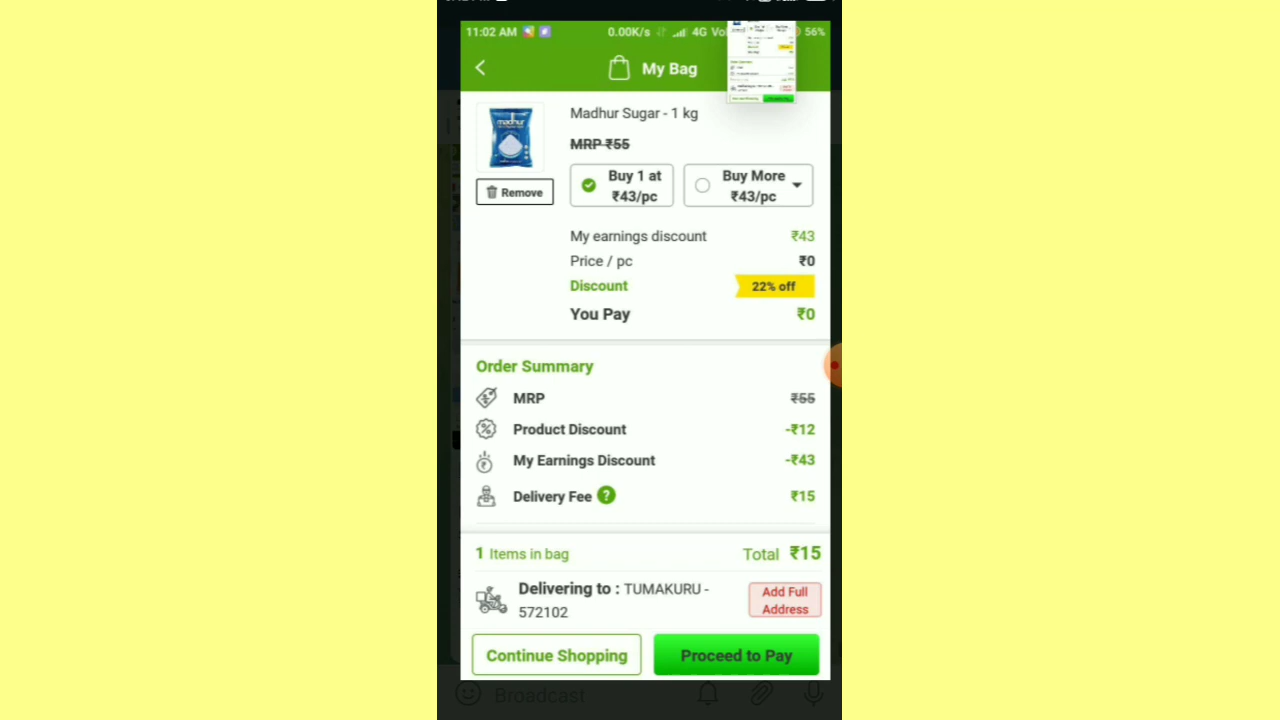 11:02 AM 0.00K/s 4G Vo 56%
My Bag
madhur
Madhur Sugar - 1 kg
MRP ₹55
Remove
Buy 1 at
₹43/pc
Buy More
₹43/pc
My earnings discount ₹43
Price / pc ₹0
Discount 22% off
You Pay ₹0
Order Summary
MRP ₹55
Product Discount -₹12
My Earnings Discount -₹43
Delivery Fee ? ₹15
1 Items in bag Total ₹15
Delivering to : TUMAKURU -
572102
Add Full
Address
Continue Shopping Proceed to Pay
Broadcast